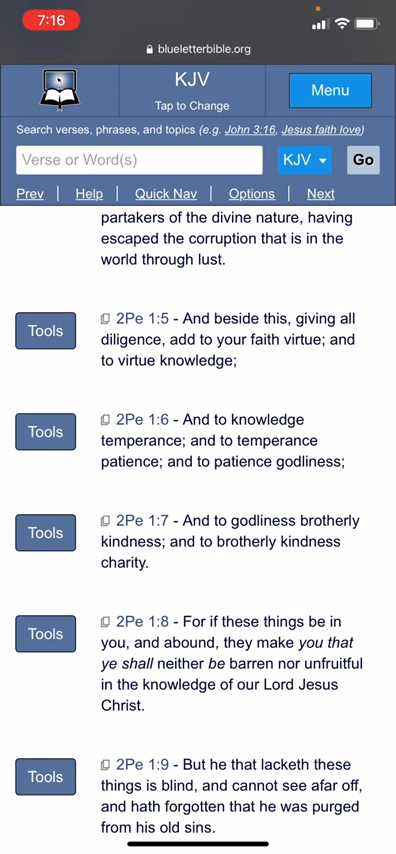 7:16
blueletterbible.org
KJV
Tap to Change
Menu
Search verses, phrases, and topics (e.g. John 3:16, Jesus faith love)
Verse or Word(s)
KJV
Go
Prev | Help | Quick Nav | Options | Next
partakers of the divine nature, having
escaped the corruption that is in the
world through lust.
Tools
2Pe 1:5 - And beside this, giving all
diligence, add to your faith virtue; and
to virtue knowledge;
Tools
2Pe 1:6 - And to knowledge
temperance; and to temperance
patience; and to patience godliness;
Tools
2Pe 1:7 - And to godliness brotherly
kindness; and to brotherly kindness
charity.
Tools
2Pe 1:8 - For if these things be in
you, and abound, they make you that
ye shall neither be barren nor unfruitful
in the knowledge of our Lord Jesus
Christ.
Tools
2Pe 1:9 - But he that lacketh these
things is blind, and cannot see afar off,
and hath forgotten that he was purged
from his old sins.